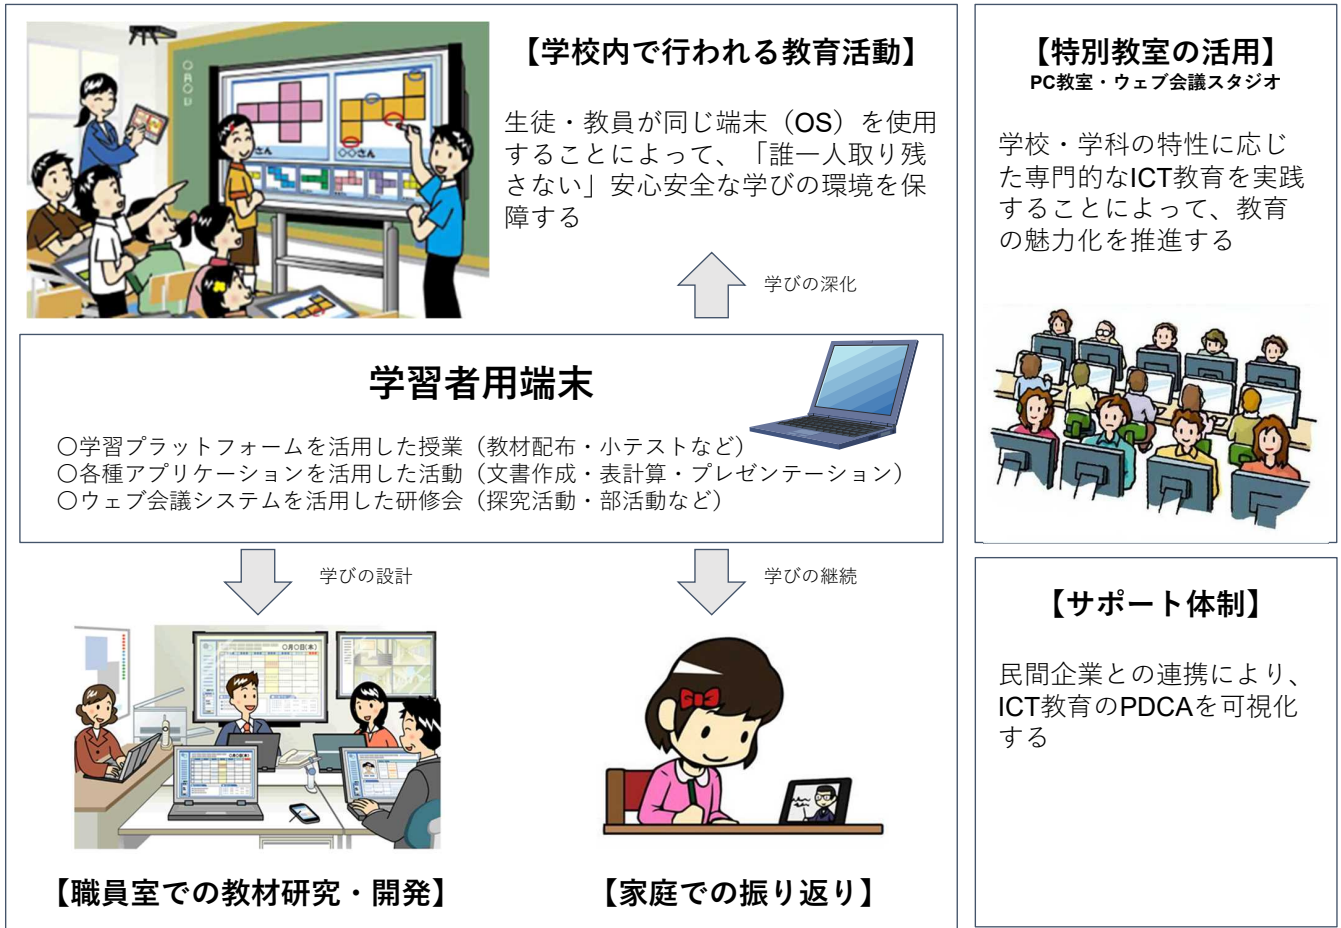 【学校内で行われる教育活動】
生徒・教員が同じ端末（OS）を使用
することによって、「誰一人取り残
さない」安心安全な学びの環境を保
障する
さん
〇〇さん
学びの深化
学習者用端末
〇学習プラットフォームを活用した授業（教材配布・小テストなど）
〇各種アプリケーションを活用した活動（文書作成・表計算・プレゼンテーション）
〇ウェブ会議システムを活用した研修会（探究活動・部活動など）
学びの設計
学びの継続
〇月〇日(木)
【職員室での教材研究・開発】
【家庭での振り返り】
【特別教室の活用】
PC教室・ウェブ会議スタジオ
学校・学科の特性に応じ
た専門的なICT教育を実践
することによって、教育
の魅力化を推進する
【サポート体制】
民間企業との連携により、
ICT教育のPDCAを可視化
する